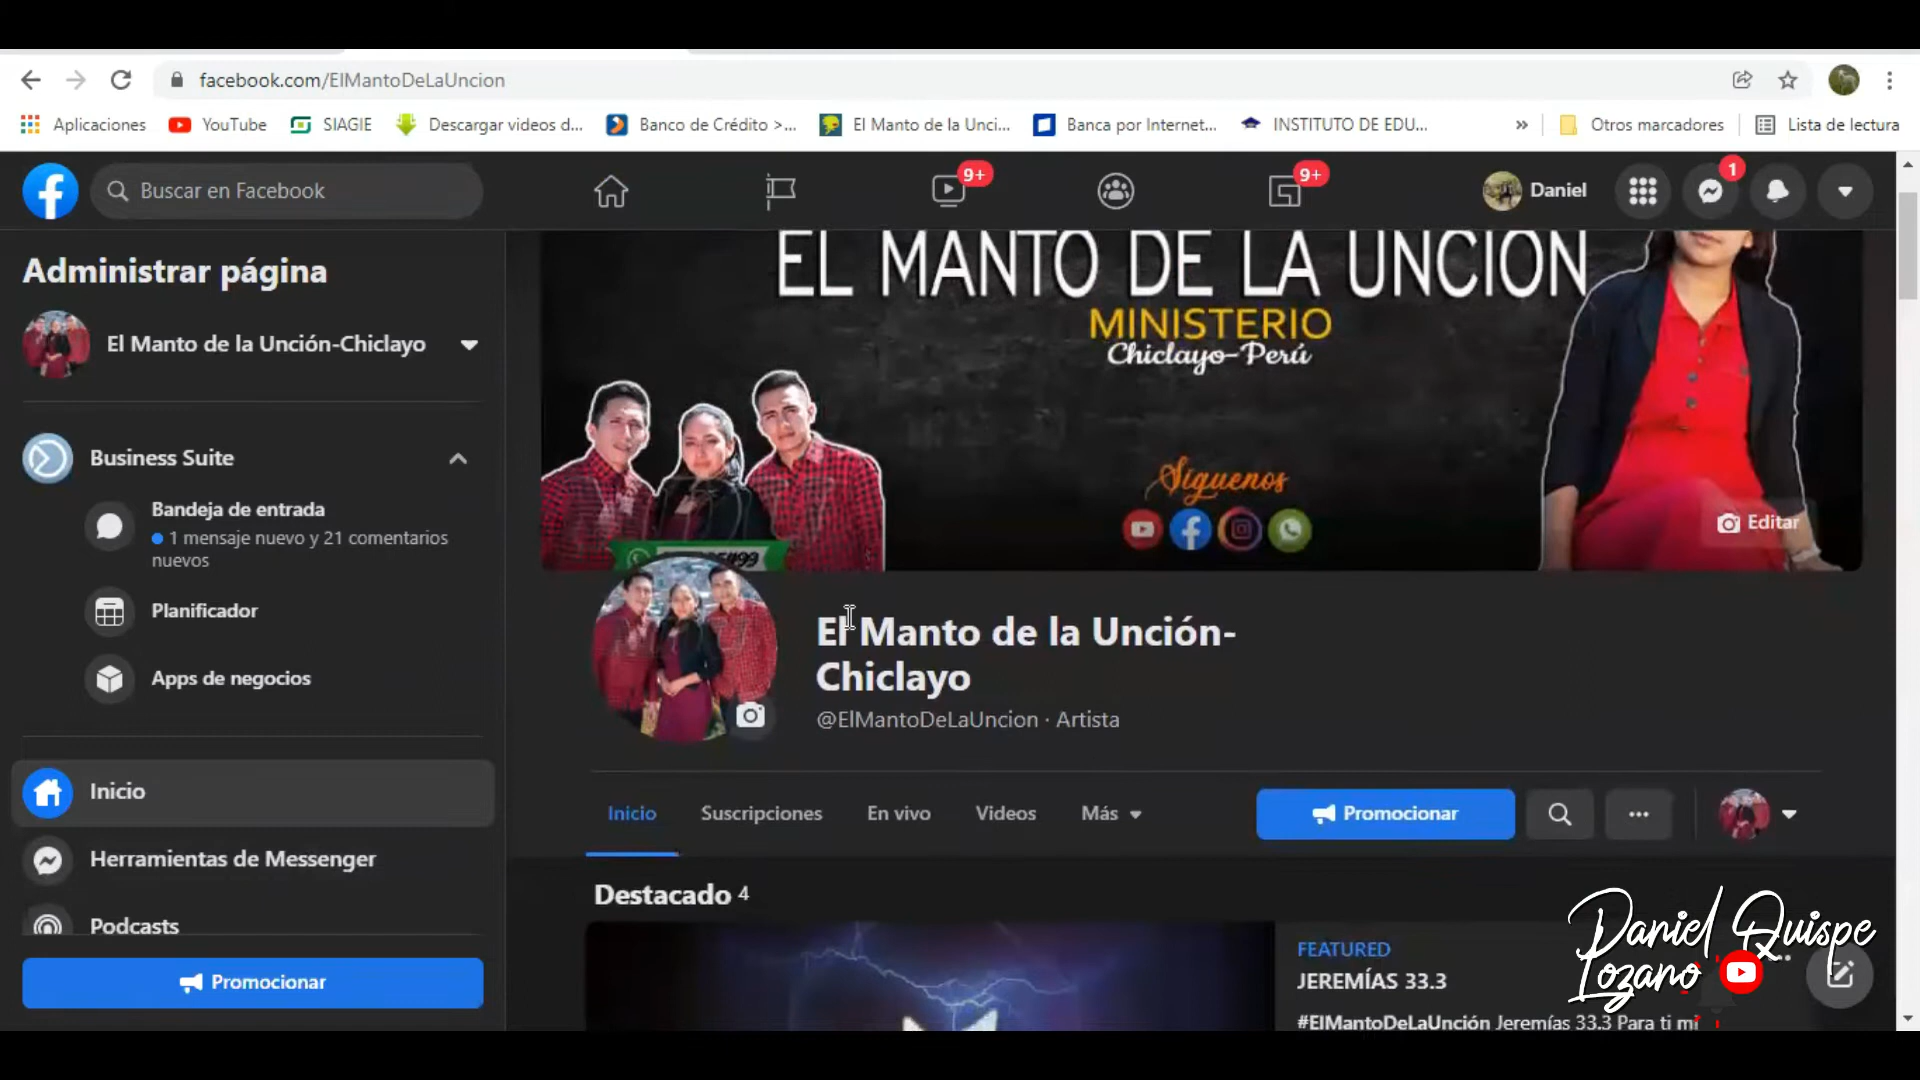 facebook.com/ElMantoDeLaUncion
Aplicaciones
YouTube
SIAGIE
Descargar videos d...
Banco de Crédito >...
El Manto de la Unci...
Banca por Internet...
INSTITUTO DE EDU...
»
Otros marcadores
Lista de lectura
Buscar en Facebook
9+
9+
Daniel
1
Administrar página
El Manto de la Unción-Chiclayo
Business Suite
Bandeja de entrada
1 mensaje nuevo y 21 comentarios
nuevos
Planificador
Apps de negocios
Inicio
Herramientas de Messenger
Podcasts
Promocionar
EL MANTO DE LA UNCION
MINISTERIO
Chiclayo-Perú
Síguenos
Editar
El Manto de la Unción-
Chiclayo
@ElMantoDeLaUncion · Artista
Inicio
Suscripciones
En vivo
Videos
Más
Promocionar
Destacado 4
FEATURED
JEREMÍAS 33.3
#ElMantoDeLaUnción Jeremías 33.3 Para ti mi
Daniel Quispe
Lozano